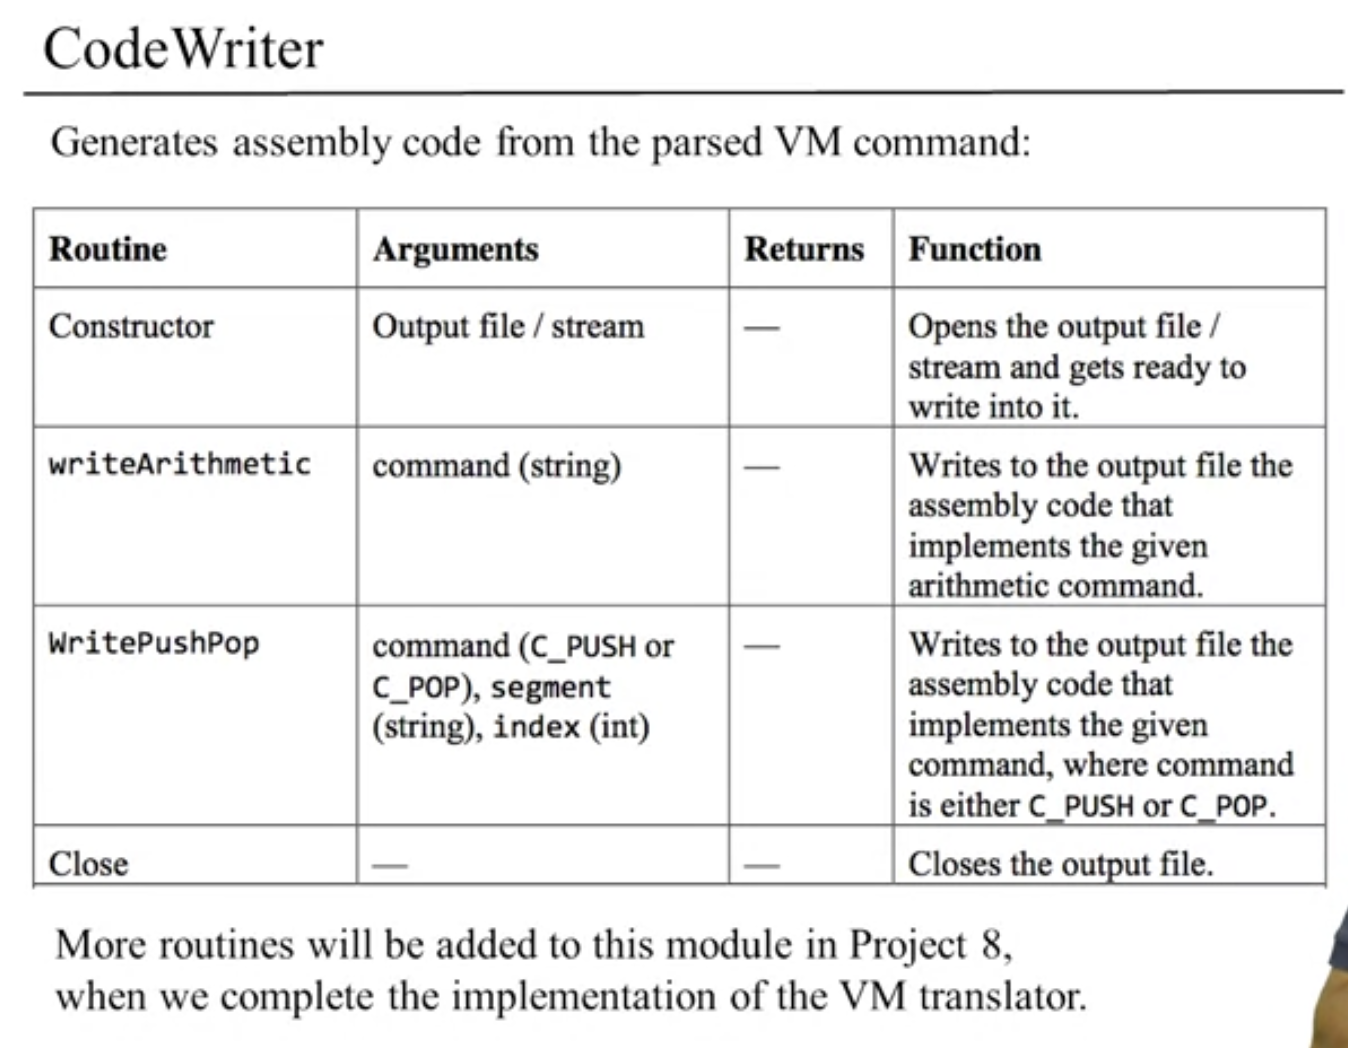 CodeWriter
Generates assembly code from the parsed VM command:
Routine Arguments Returns Function
Constructor Output file / stream — Opens the output file /
stream and gets ready to
write into it.
writeArithmetic command (string) — Writes to the output file the
assembly code that
implements the given
arithmetic command.
WritePushPop command (C_PUSH or — Writes to the output file the
C_POP), segment assembly code that
(string), index (int) implements the given
command, where command
is either C_PUSH or C_POP.
Close — — Closes the output file.
More routines will be added to this module in Project 8,
when we complete the implementation of the VM translator.